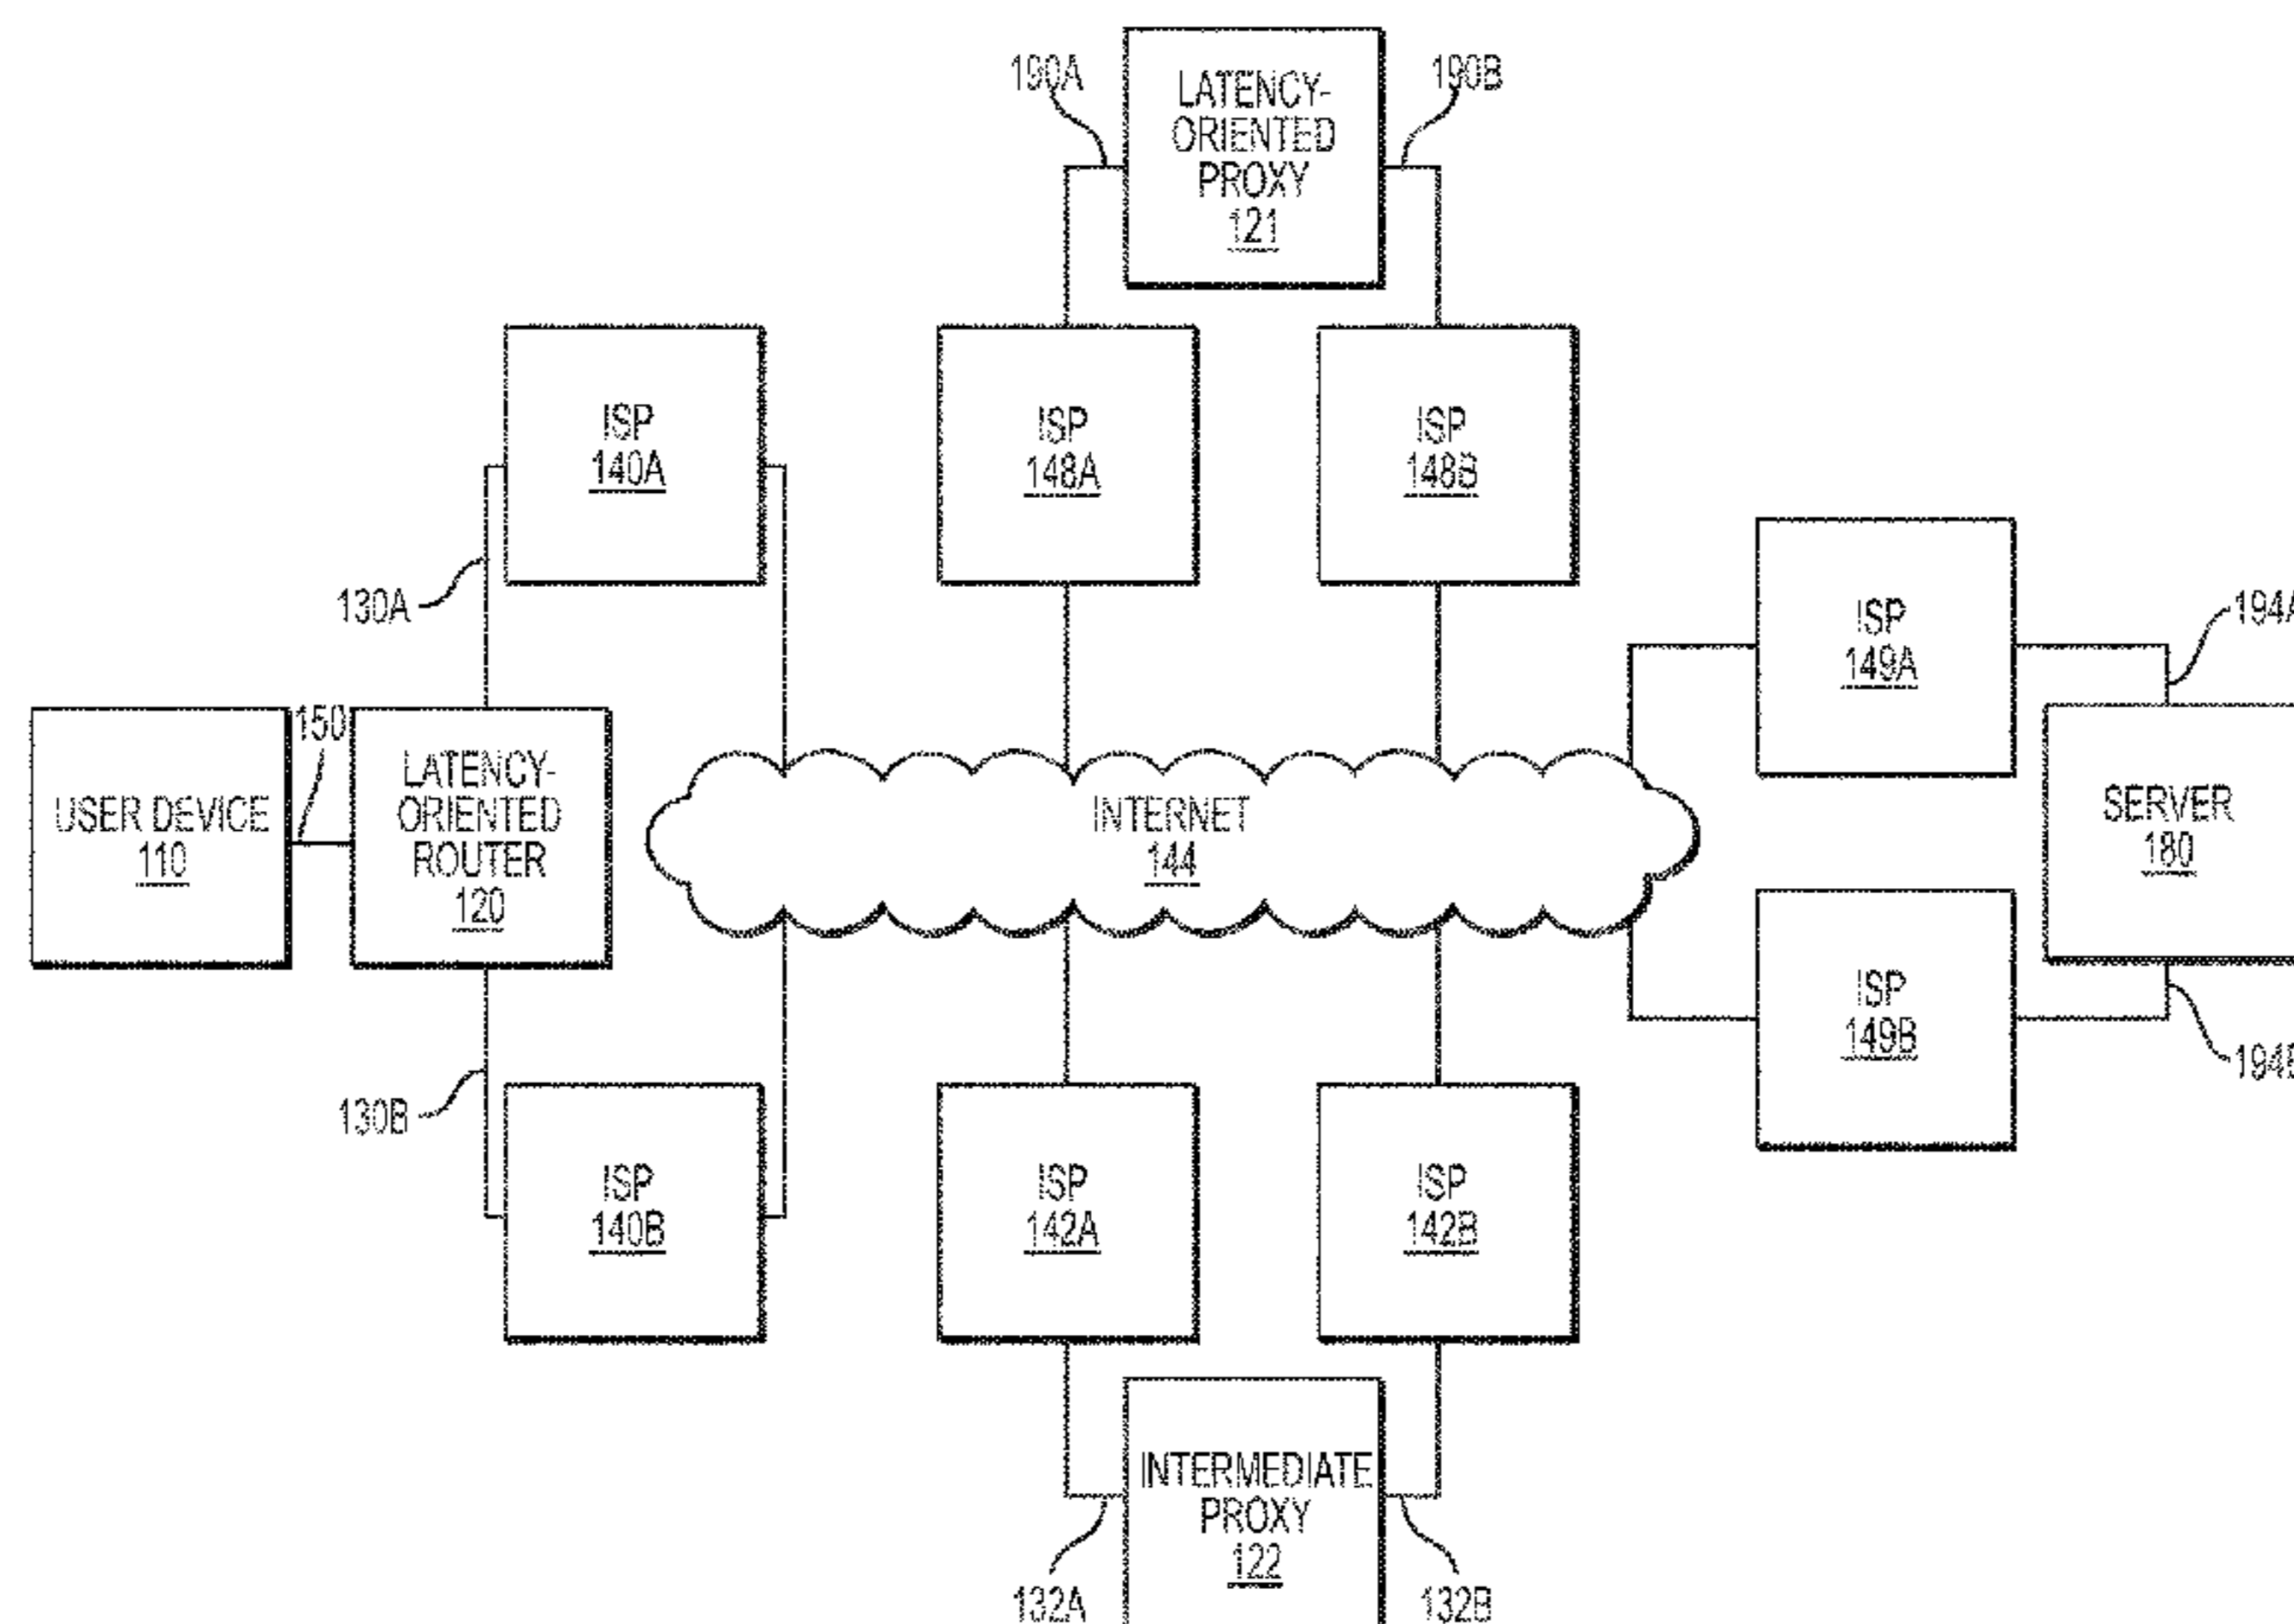 190A
LATENCY-
ORIENTED
PROXY
121
190B
ISP
140A
ISP
148A
ISP
148B
130A
ISP
149A
194A
USER DEVICE
110
150
LATENCY-
ORIENTED
ROUTER
120
INTERNET
144
SERVER
180
130B
ISP
149B
194B
ISP
140B
ISP
142A
ISP
142B
INTERMEDIATE
PROXY
122
132A
132B